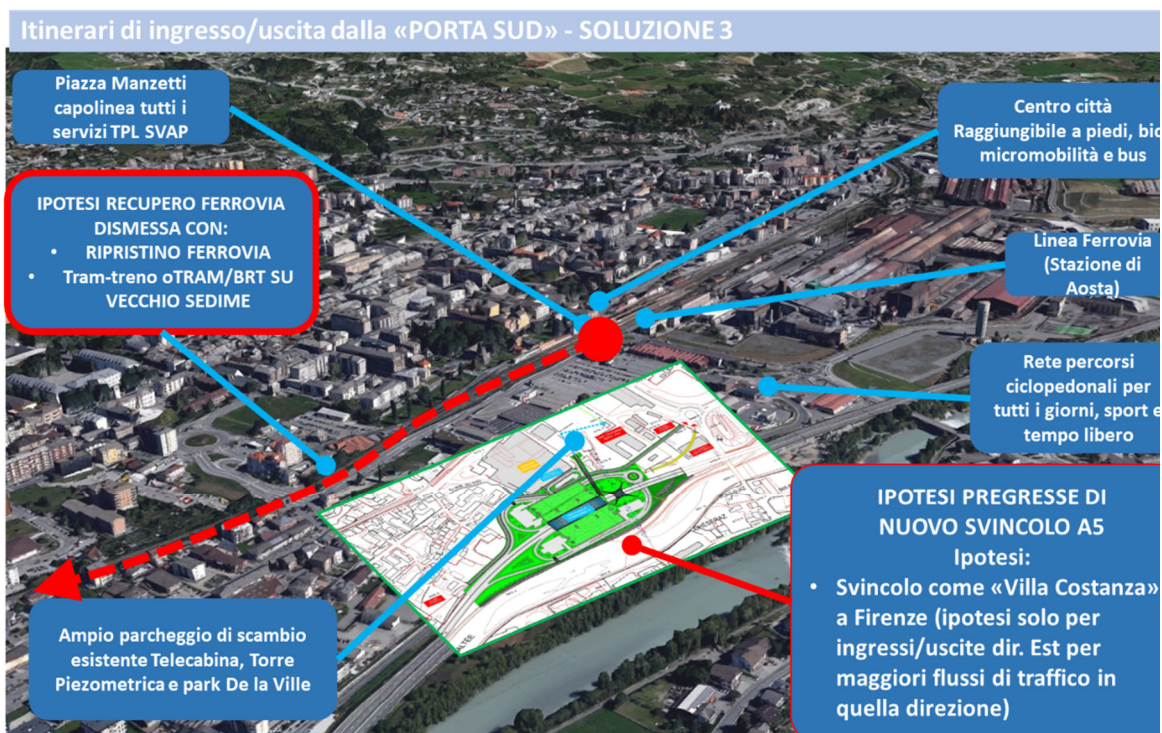 Itinerari di ingresso/uscita dalla «PORTA SUD» - SOLUZIONE 3
Piazza Manzetti
capolinea tutti i
servizi TPL SVAP
Centro città
Raggiungibile a piedi, bic
micromobilità e bus
IPOTESI RECUPERO FERROVIA
DISMESSA CON:
• RIPRISTINO FERROVIA
• Tram-treno oTRAM/BRT SU
VECCHIO SEDIME
Linea Ferrovia
(Stazione di
Aosta)
Rete percorsi
ciclopedonali per
tutti i giorni, sport e
tempo libero
IPOTESI PREGRESSE DI
NUOVO SVINCOLO A5
Ipotesi:
• Svincolo come «Villa Costanza»
a Firenze (ipotesi solo per
ingressi/uscite dir. Est per
maggiori flussi di traffico in
quella direzione)
Ampio parcheggio di scambio
esistente Telecabina, Torre
Piezometrica e park De la Ville